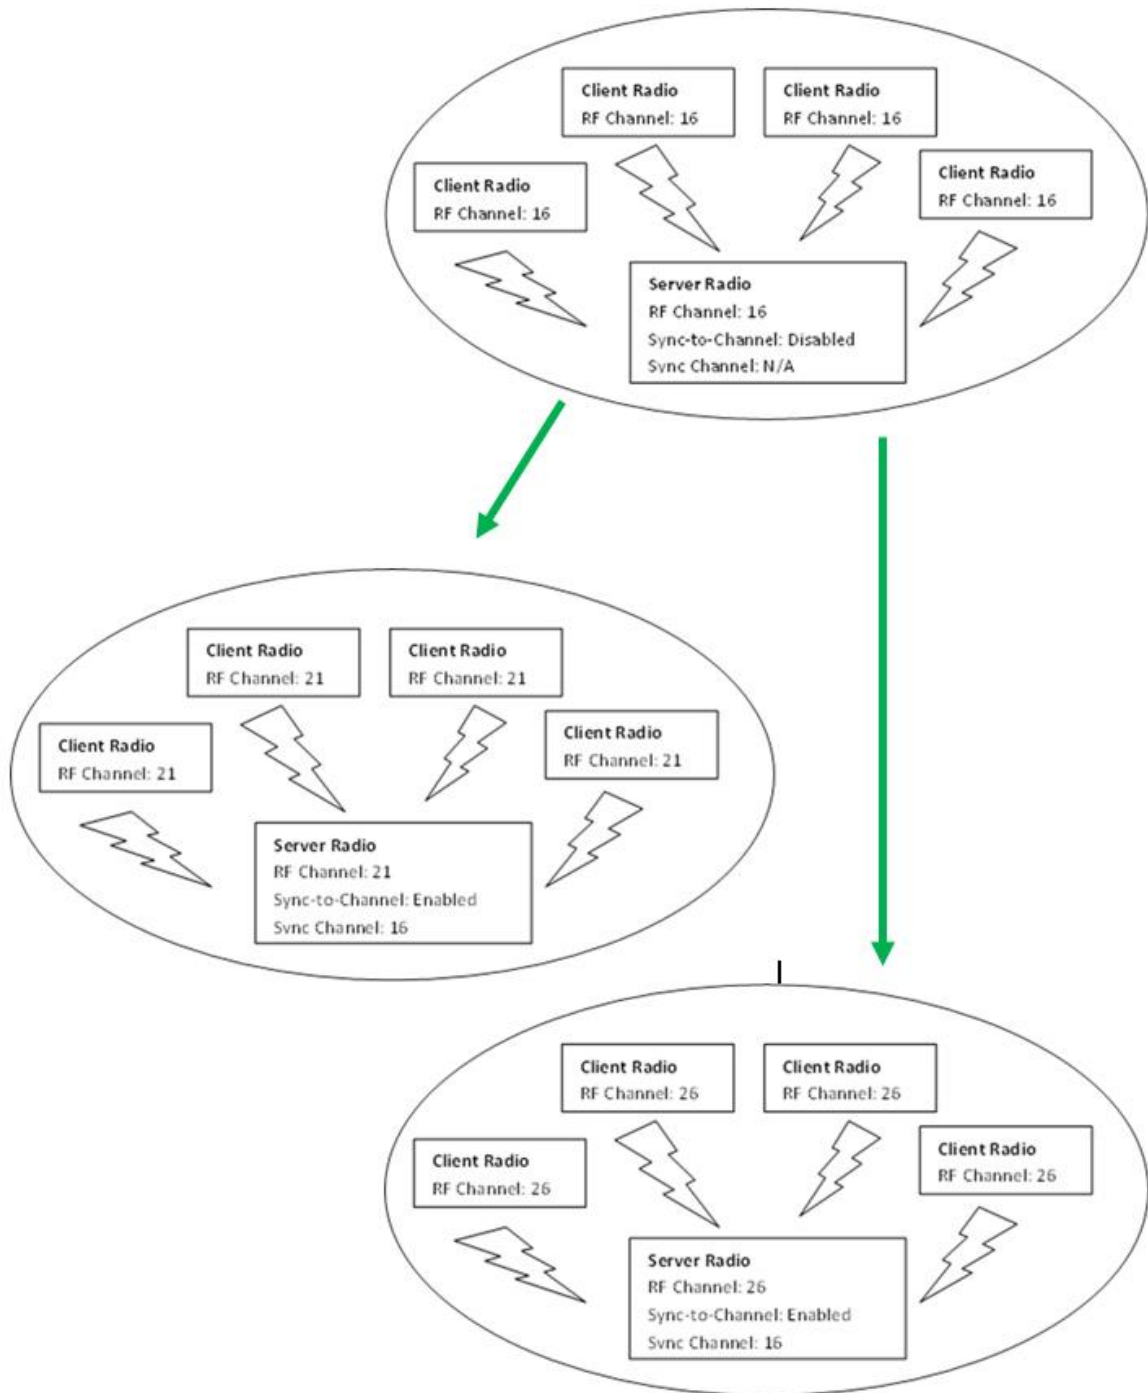 Client Radio
RF Channel: 16
Client Radio
RF Channel: 16
Client Radio
RF Channel: 16
Client Radio
RF Channel: 16
Server Radio
RF Channel: 16
Sync-to-Channel: Disabled
Sync Channel: N/A
Client Radio
RF Channel: 21
Client Radio
RF Channel: 21
Client Radio
RF Channel: 21
Client Radio
RF Channel: 21
Server Radio
RF Channel: 21
Sync-to-Channel: Enabled
Sync Channel: 16
Client Radio
RF Channel: 26
Client Radio
RF Channel: 26
Client Radio
RF Channel: 26
Client Radio
RF Channel: 26
Server Radio
RF Channel: 26
Sync-to-Channel: Enabled
Sync Channel: 16